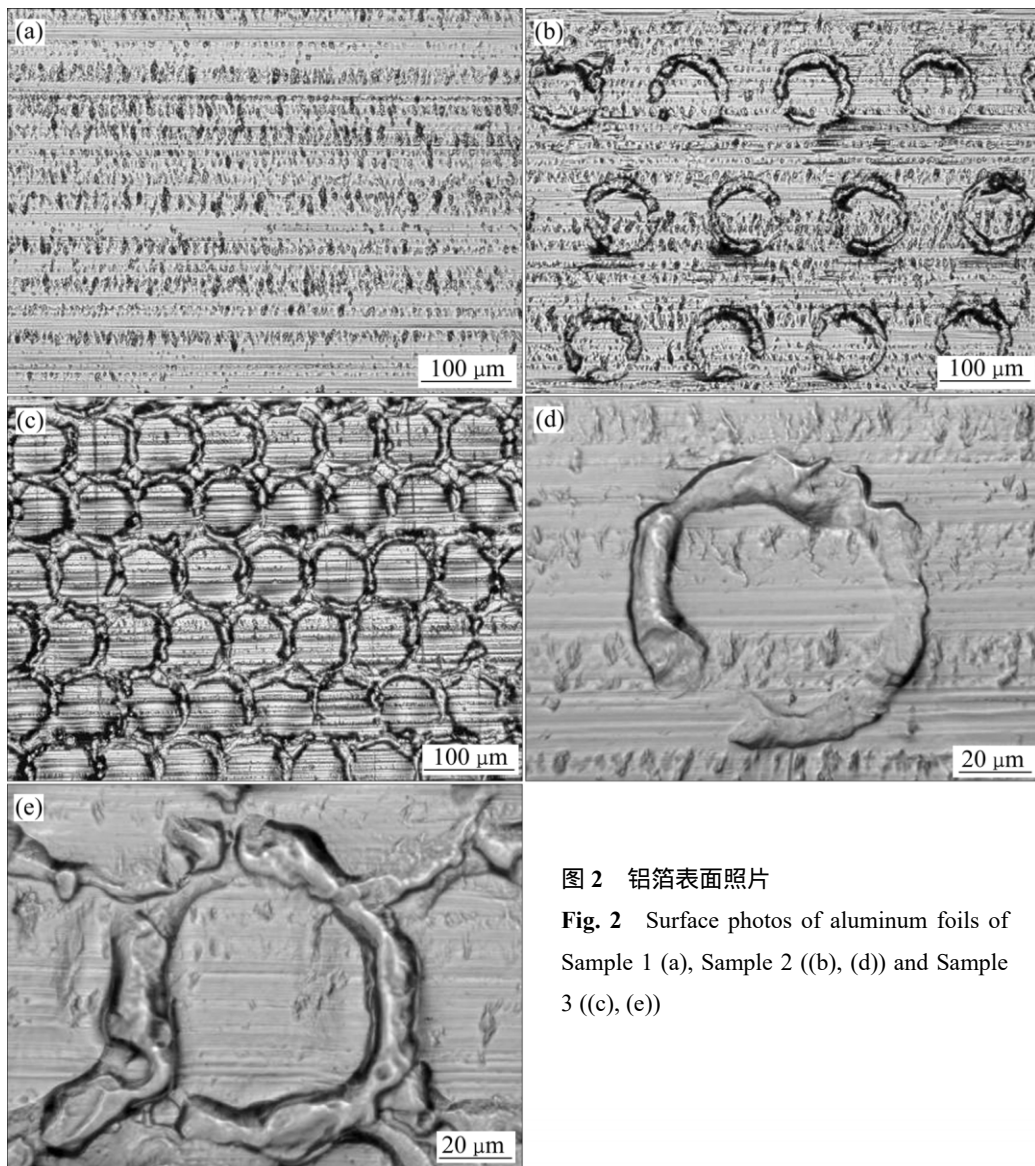 (a)
100 μm
(b)
100 μm
(c)
100 μm
(d)
20 μm
(e)
20 μm
图 2 铝箔表面照片
Fig. 2 Surface photos of aluminum foils of
Sample 1 (a), Sample 2 ((b), (d)) and Sample
3 ((c), (e))